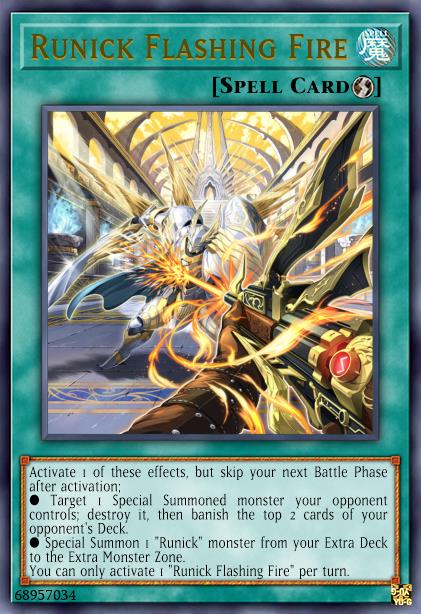 Runick Flashing Fire
SPELL
魔
[Spell Card]
Activate 1 of these effects, but skip your next Battle Phase
after activation;
● Target 1 Special Summoned monster your opponent
controls; destroy it, then banish the top 2 cards of your
opponent's Deck.
● Special Summon 1 "Runick" monster from your Extra Deck
to the Extra Monster Zone.
You can only activate 1 "Runick Flashing Fire" per turn.
68957034